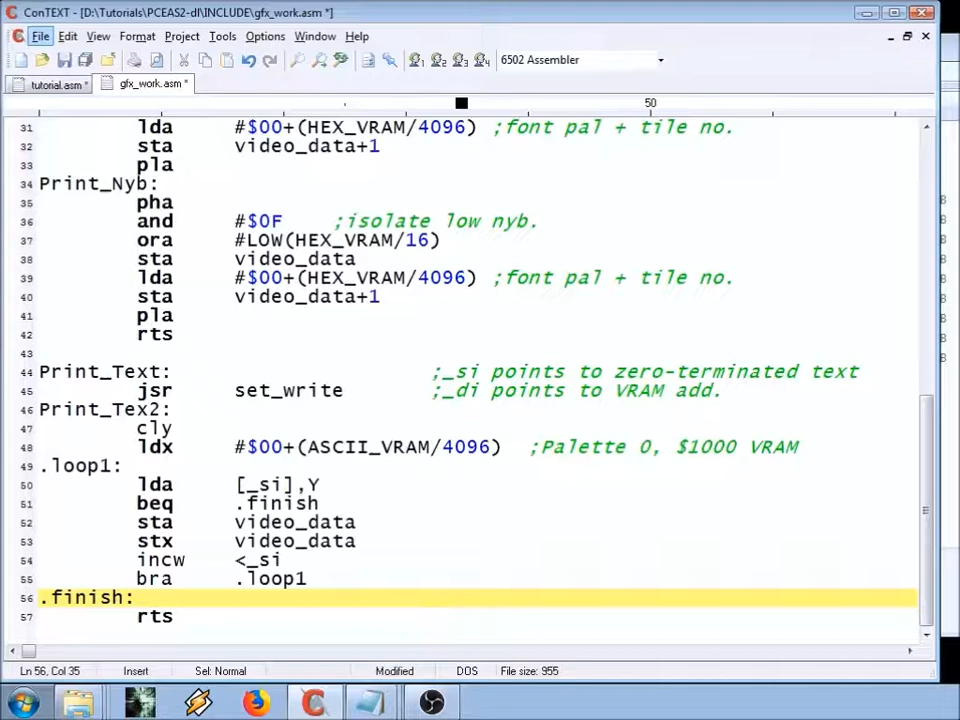 ConTEXT - [D:\Tutorials\PCEAS2-dl\INCLUDE\gfx_work.asm *]
File Edit View Format Project Tools Options Window Help
6502 Assembler
tutorial.asm * gfx_work.asm *
50
31 lda #$00+(HEX_VRAM/4096) ;font pal + tile no.
32 sta video_data+1
33 pla
34 Print_Nyb:
35 pha
36 and #$0F ;isolate low nyb.
37 ora #LOW(HEX_VRAM/16)
38 sta video_data
39 lda #$00+(HEX_VRAM/4096) ;font pal + tile no.
40 sta video_data+1
41 pla
42 rts
43
44 Print_Text: ;_si points to zero-terminated text
45 jsr set_write ;_di points to VRAM add.
46 Print_Tex2:
47 cly
48 ldx #$00+(ASCII_VRAM/4096) ;Palette 0, $1000 VRAM
49 .loop1:
50 lda [_si],Y
51 beq .finish
52 sta video_data
53 stx video_data
54 incw <_si
55 bra .loop1
56 .finish:
57 rts
Ln 56, Col 35 Insert Sel: Normal Modified DOS File size: 955